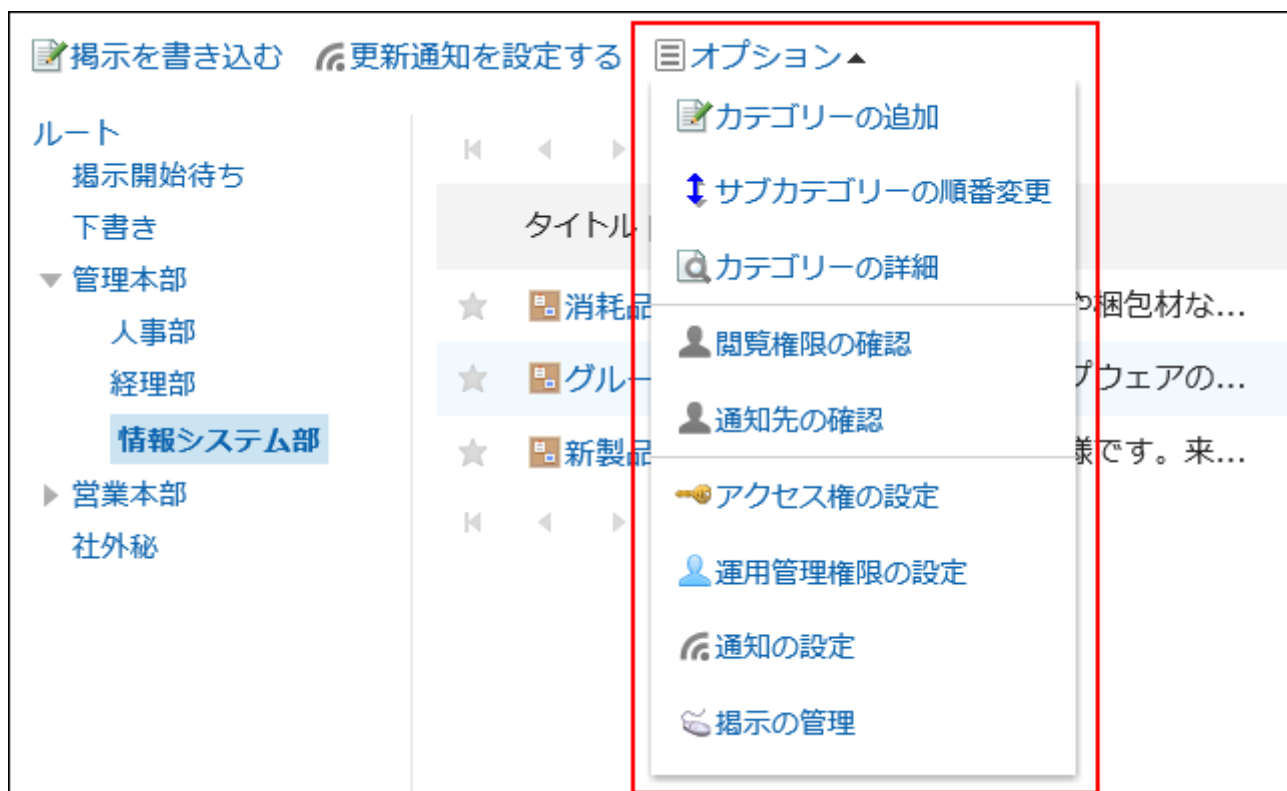 掲示を書き込む 更新通知を設定する オプション▲
ルート
掲示開始待ち
下書き
管理本部
人事部
経理部
情報システム部
営業本部
社外秘
タイトル
消耗品
グルー
新製品
カテゴリーの追加
サブカテゴリーの順番変更
カテゴリーの詳細
閲覧権限の確認
通知先の確認
アクセス権の設定
運用管理権限の設定
通知の設定
掲示の管理
や梱包材な...
プウェアの...
様です。来...